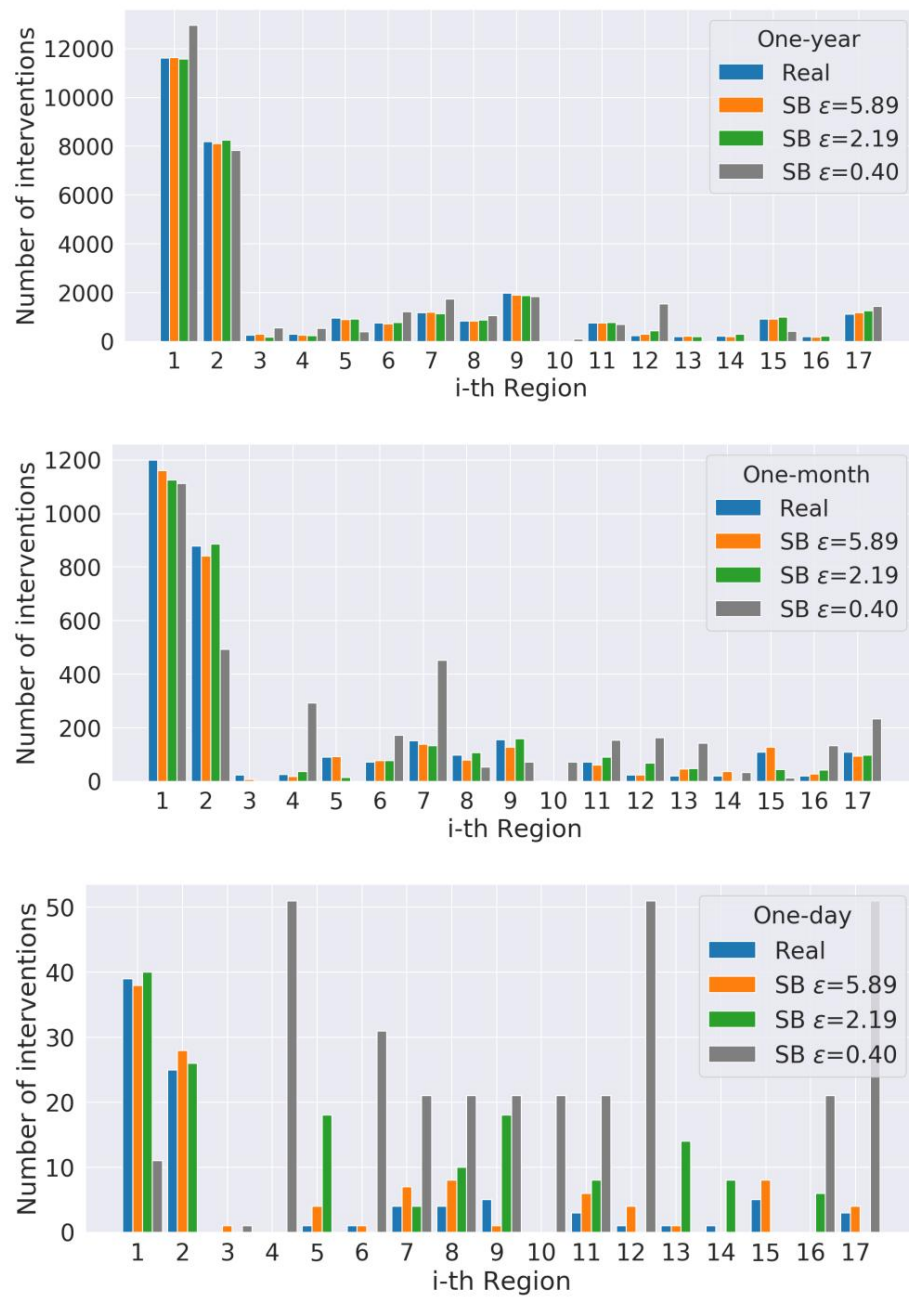 Number of interventions
12000
10000
8000
6000
4000
2000
0
One-year
Real
SB ε=5.89
SB ε=2.19
SB ε=0.40
1 2 3 4 5 6 7 8 9 10 11 12 13 14 15 16 17
i-th Region
Number of interventions
1200
1000
800
600
400
200
0
One-month
Real
SB ε=5.89
SB ε=2.19
SB ε=0.40
1 2 3 4 5 6 7 8 9 10 11 12 13 14 15 16 17
i-th Region
Number of interventions
50
40
30
20
10
0
One-day
Real
SB ε=5.89
SB ε=2.19
SB ε=0.40
1 2 3 4 5 6 7 8 9 10 11 12 13 14 15 16 17
i-th Region